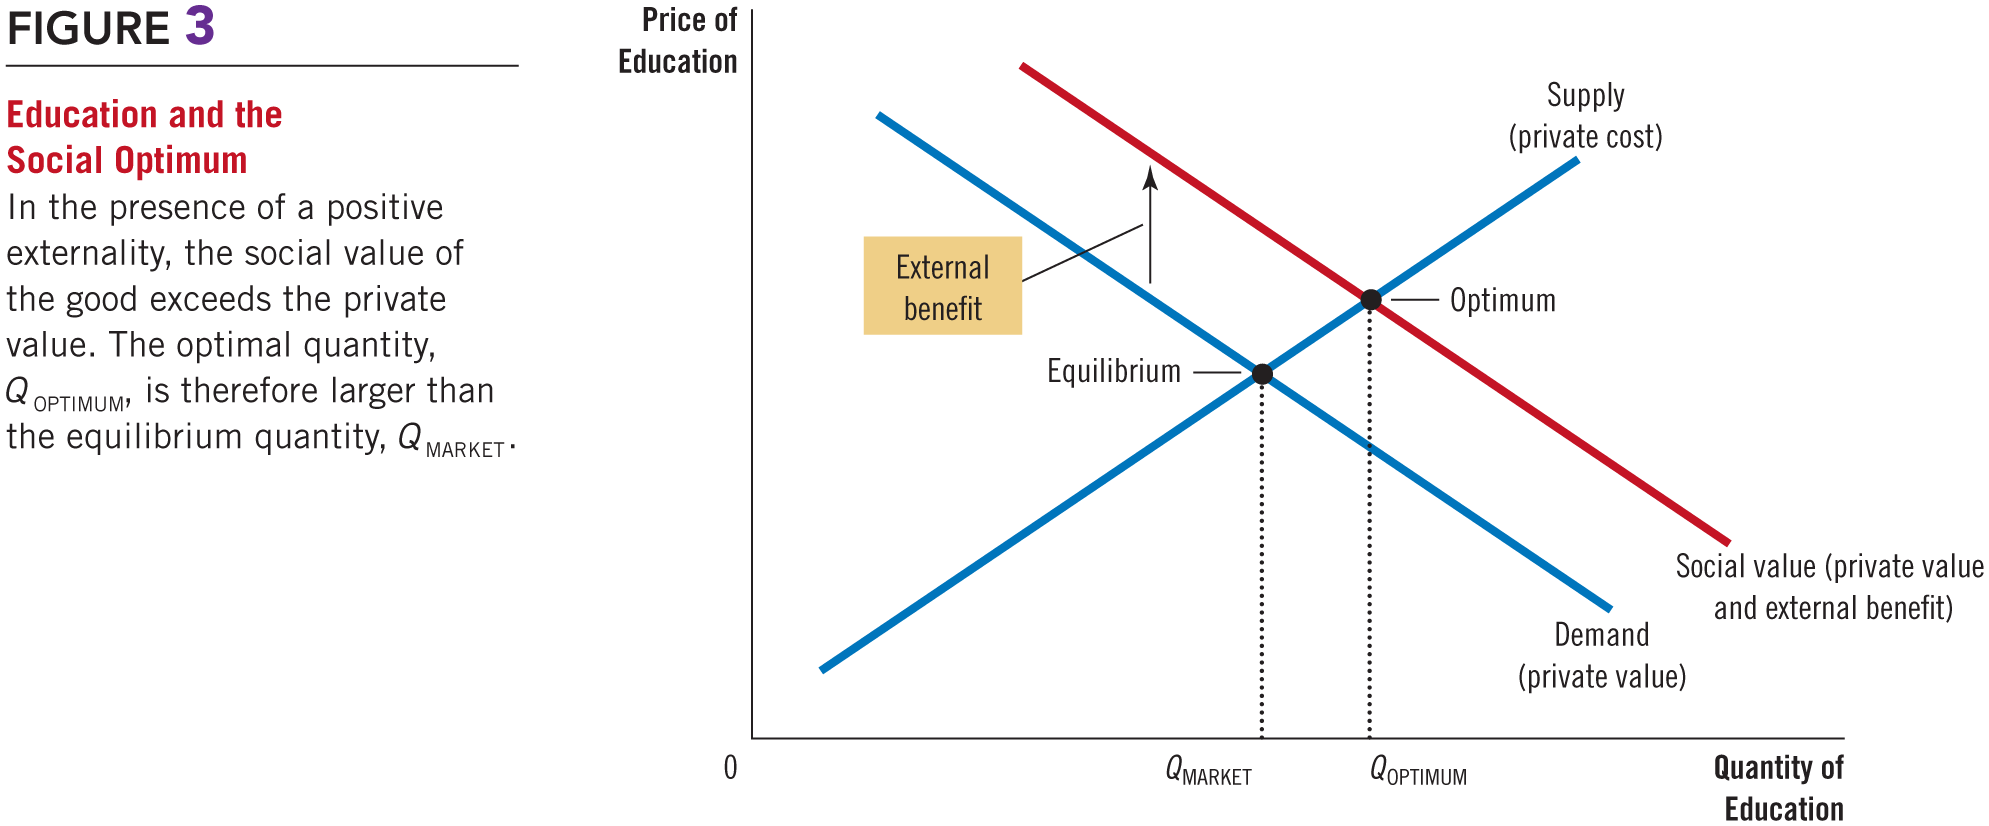 FIGURE 3
Education and the
Social Optimum
In the presence of a positive
externality, the social value of
the good exceeds the private
value. The optimal quantity,
Q OPTIMUM, is therefore larger than
the equilibrium quantity, Q MARKET.
Price of
Education
Supply
(private cost)
External
benefit
Optimum
Equilibrium
Social value (private value
and external benefit)
Demand
(private value)
0
QMARKET
QOPTIMUM
Quantity of
Education